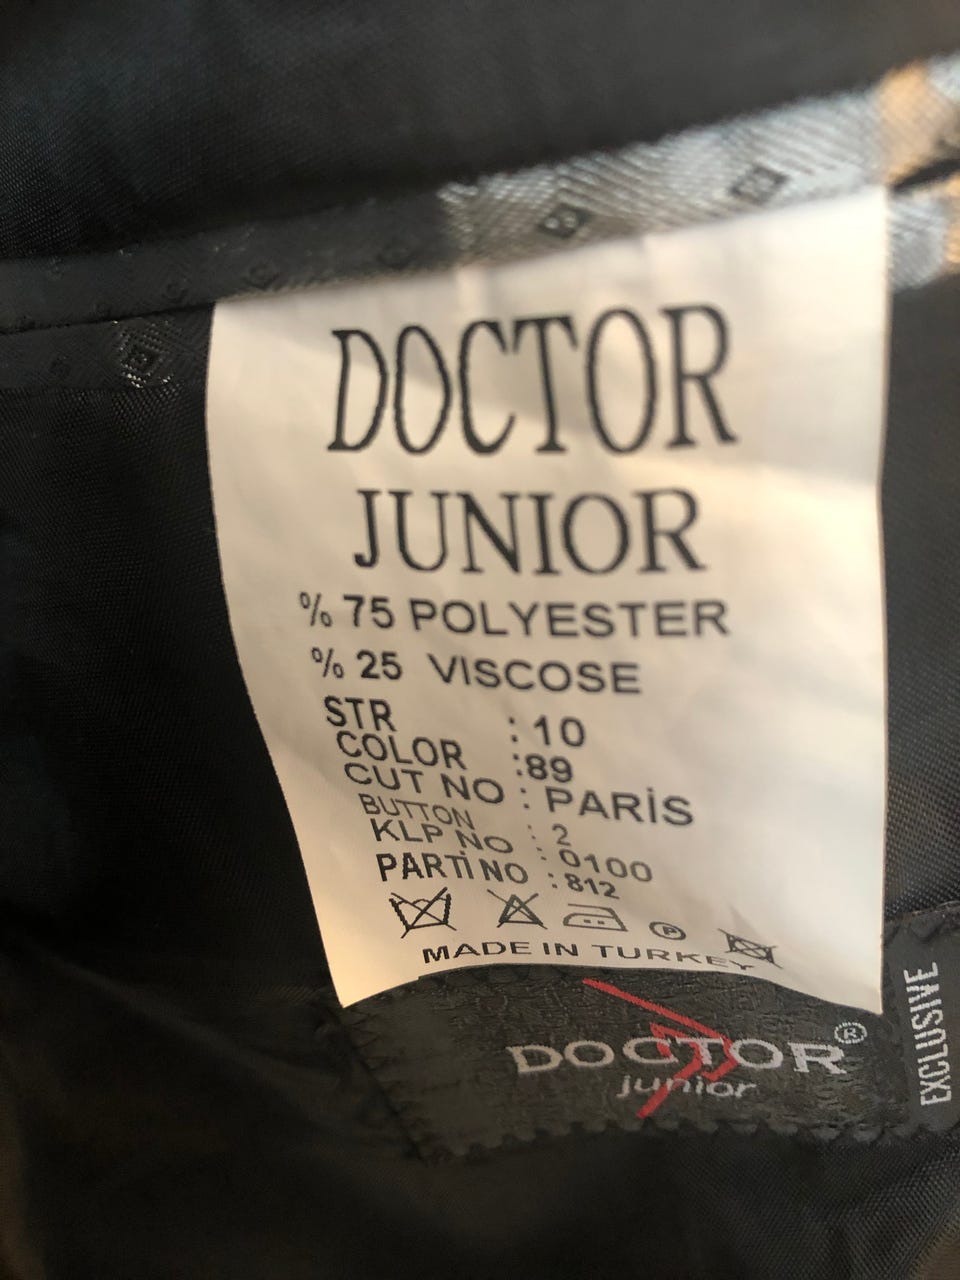 DOCTOR
JUNIOR
% 75 POLYESTER
% 25 VISCOSE
STR : 10
COLOR :89
CUT NO : PARİS
BUTTON : 2
KLP NO : 0100
PARTİ NO :812
P
MADE IN TURKEY
DOCTOR®
junior
EXCLUSIVE